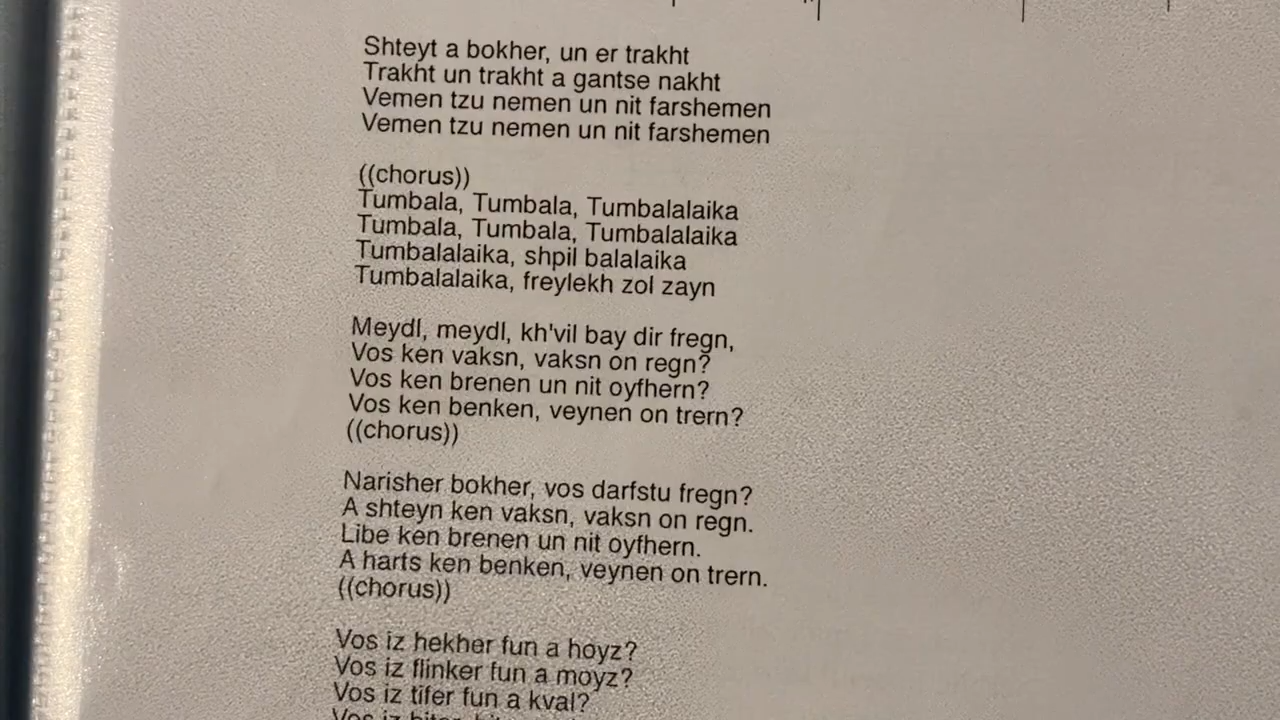 Shteyt a bokher, un er trakht
Trakht un trakht a gantse nakht
Vemen tzu nemen un nit farshemen
Vemen tzu nemen un nit farshemen
((chorus))
Tumbala, Tumbala, Tumbalalaika
Tumbala, Tumbala, Tumbalalaika
Tumbalalaika, shpil balalaika
Tumbalalaika, freylekh zol zayn
Meydl, meydl, kh'vil bay dir fregn,
Vos ken vaksn, vaksn on regn?
Vos ken brenen un nit oyfhern?
Vos ken benken, veynen on trern?
((chorus))
Narisher bokher, vos darfstu fregn?
A shteyn ken vaksn, vaksn on regn.
Libe ken brenen un nit oyfhern.
A harts ken benken, veynen on trern.
((chorus))
Vos iz hekher fun a hoyz?
Vos iz flinker fun a moyz?
Vos iz tifer fun a kval?
Vos iz